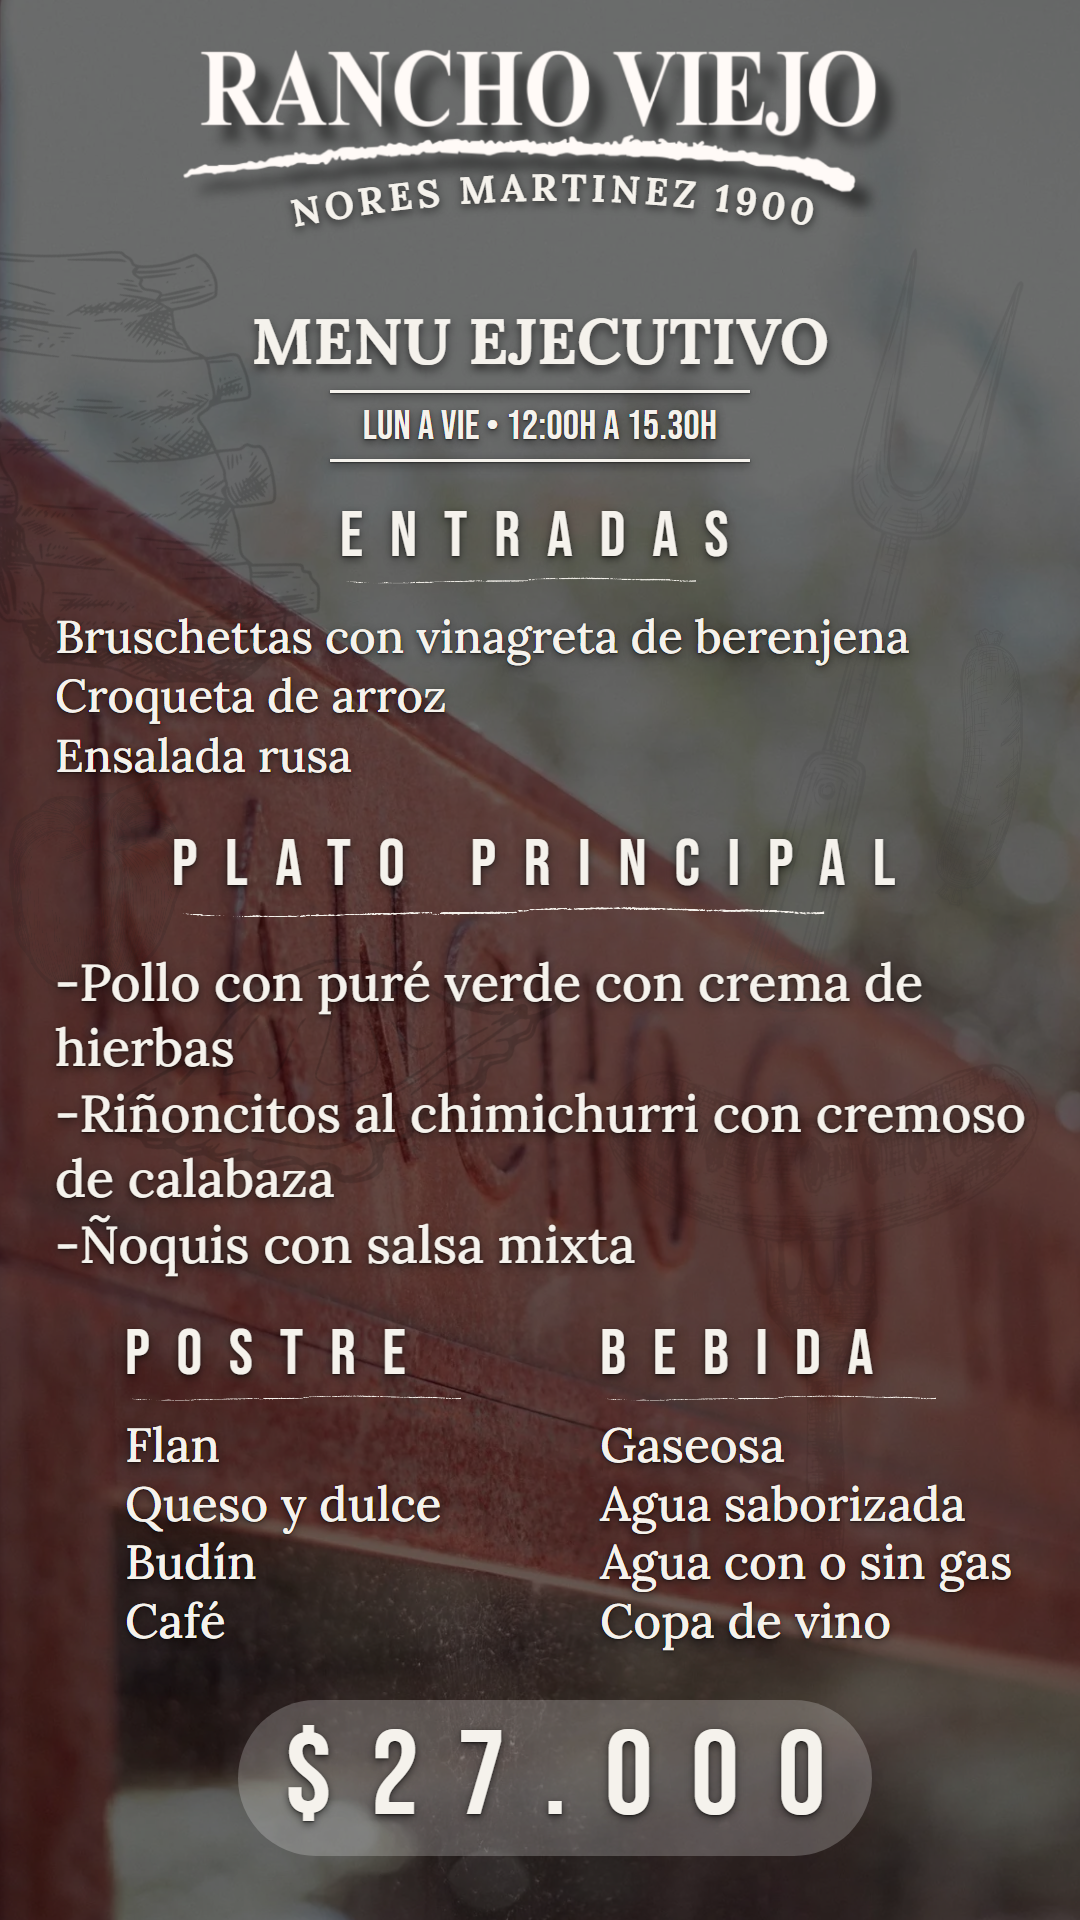 RANCHO VIEJO
NORES MARTINEZ 1900
MENU EJECUTIVO
LUN A VIE • 12:00H A 15.30H
ENTRADAS
Bruschettas con vinagreta de berenjena
Croqueta de arroz
Ensalada rusa
PLATO PRINCIPAL
-Pollo con puré verde con crema de
hierbas
-Riñoncitos al chimichurri con cremoso
de calabaza
-Ñoquis con salsa mixta
POSTRE
Flan
Queso y dulce
Budín
Café
BEBIDA
Gaseosa
Agua saborizada
Agua con o sin gas
Copa de vino
$27.000
RANCHO